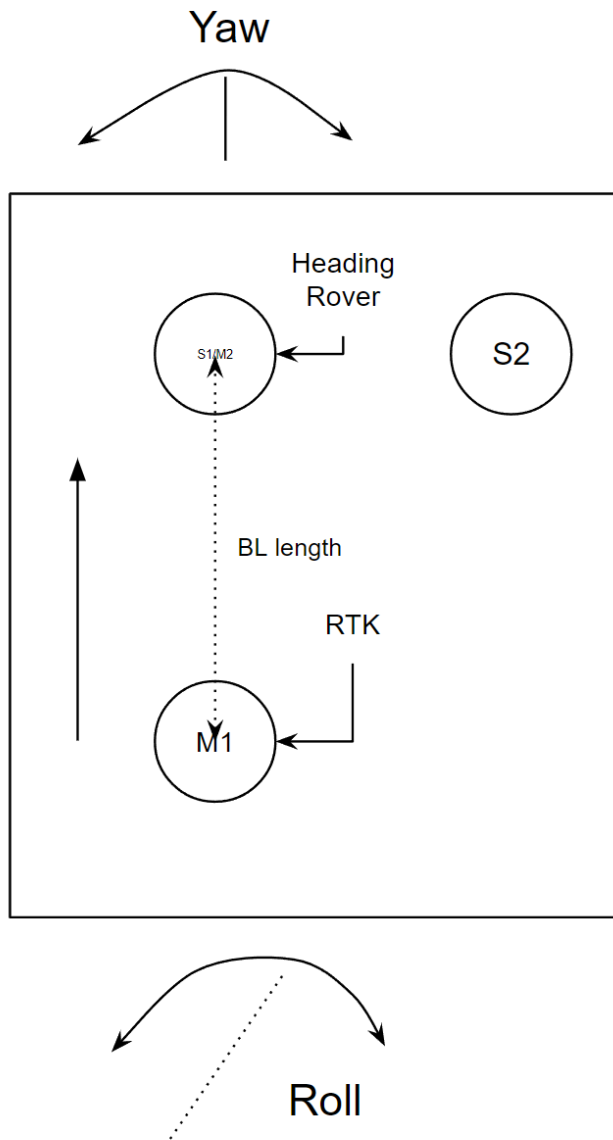 Yaw
Heading
Rover
S1/M2
S2
BL length
RTK
M1
Roll